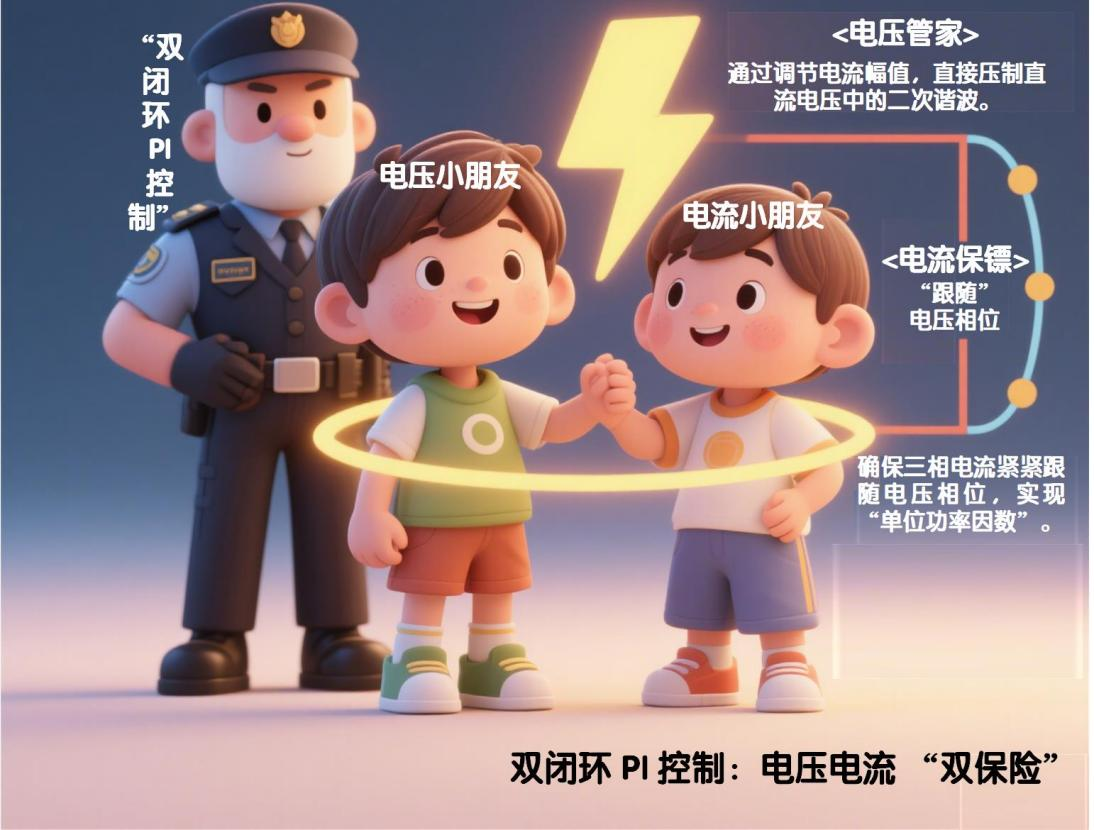 “双
闭
环
PI
控
制”
电压小朋友
电流小朋友
<电压管家>
通过调节电流幅值，直接压制直
流电压中的二次谐波。
<电流保镖>
“跟随”
电压相位
确保三相电流紧紧跟
随电压相位，实现
“单位功率因数”。
双闭环 PI 控制：电压电流 “双保险”